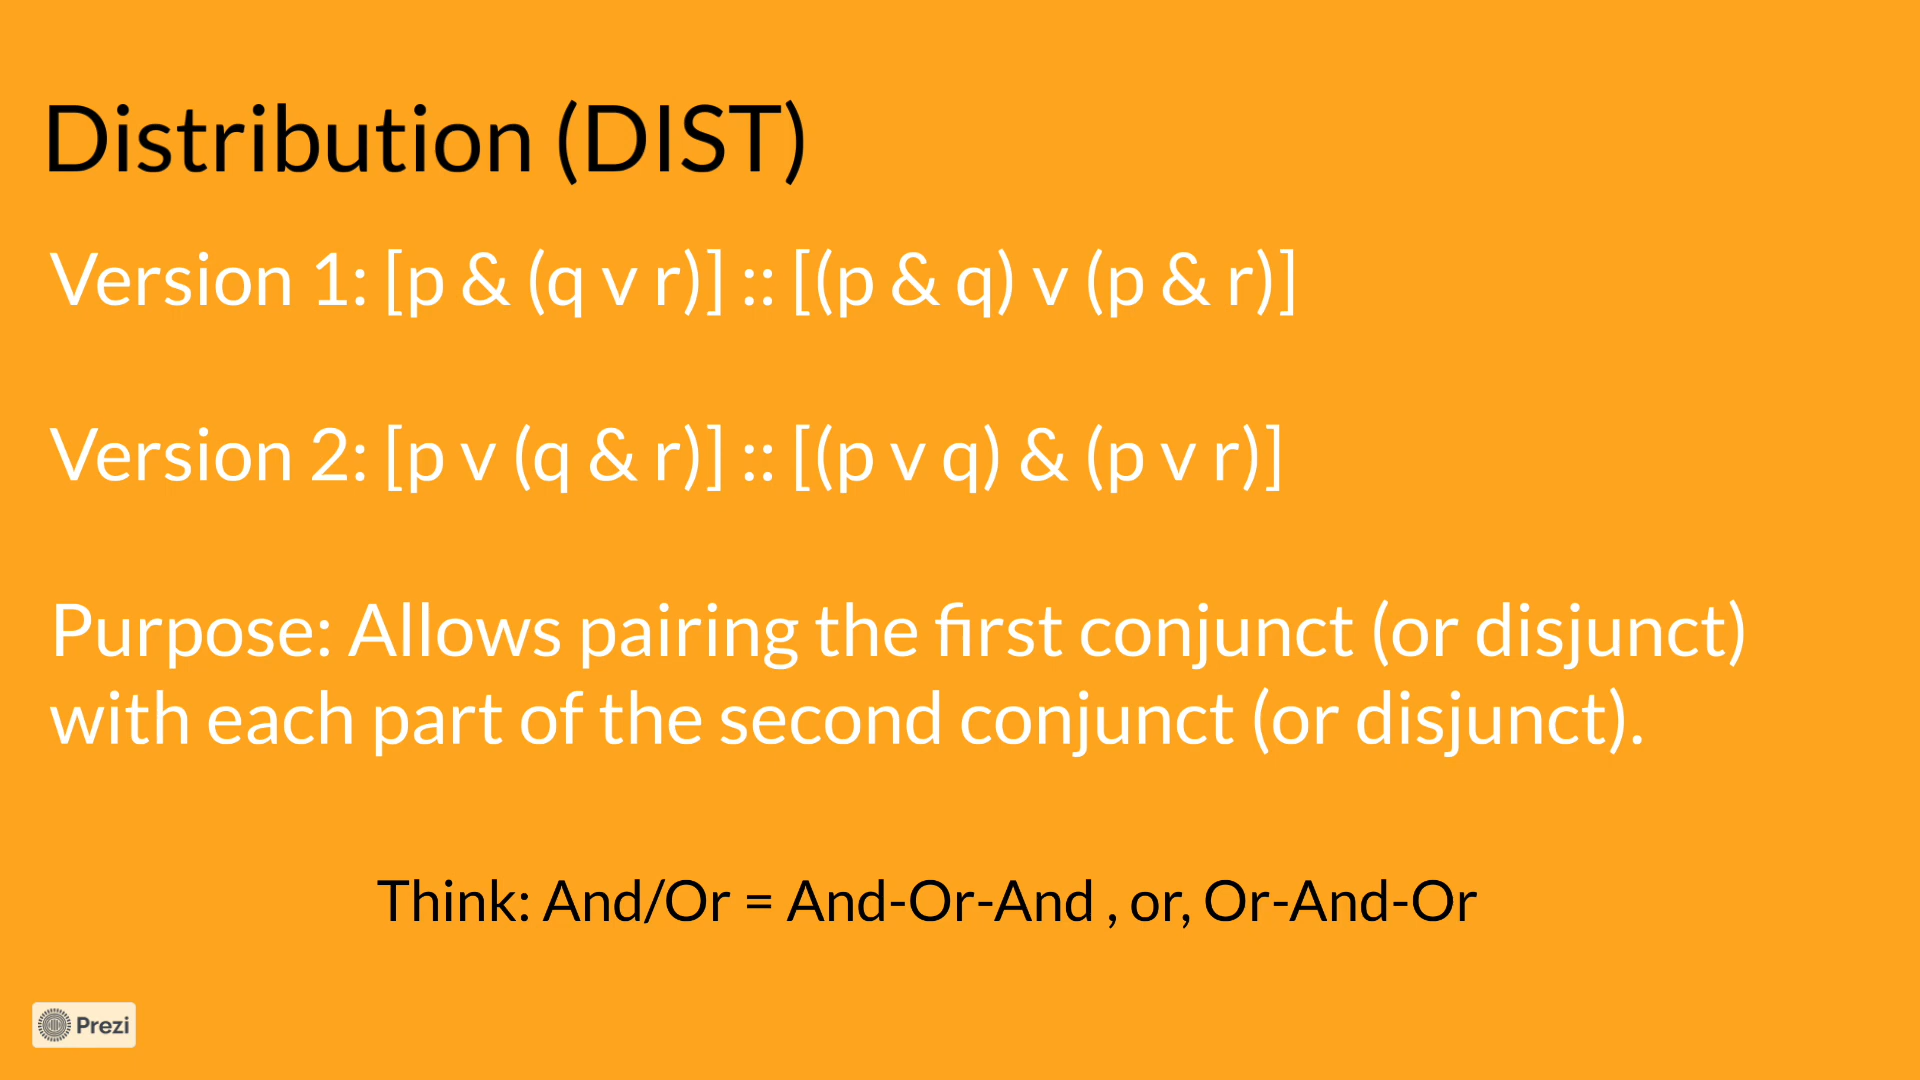 Distribution (DIST)
Version 1: [p & (q v r)] :: [(p & q) v (p & r)]
Version 2: [p v (q & r)] :: [(p v q) & (p v r)]
Purpose: Allows pairing the first conjunct (or disjunct)
with each part of the second conjunct (or disjunct).
Think: And/Or = And-Or-And , or, Or-And-Or
Prezi